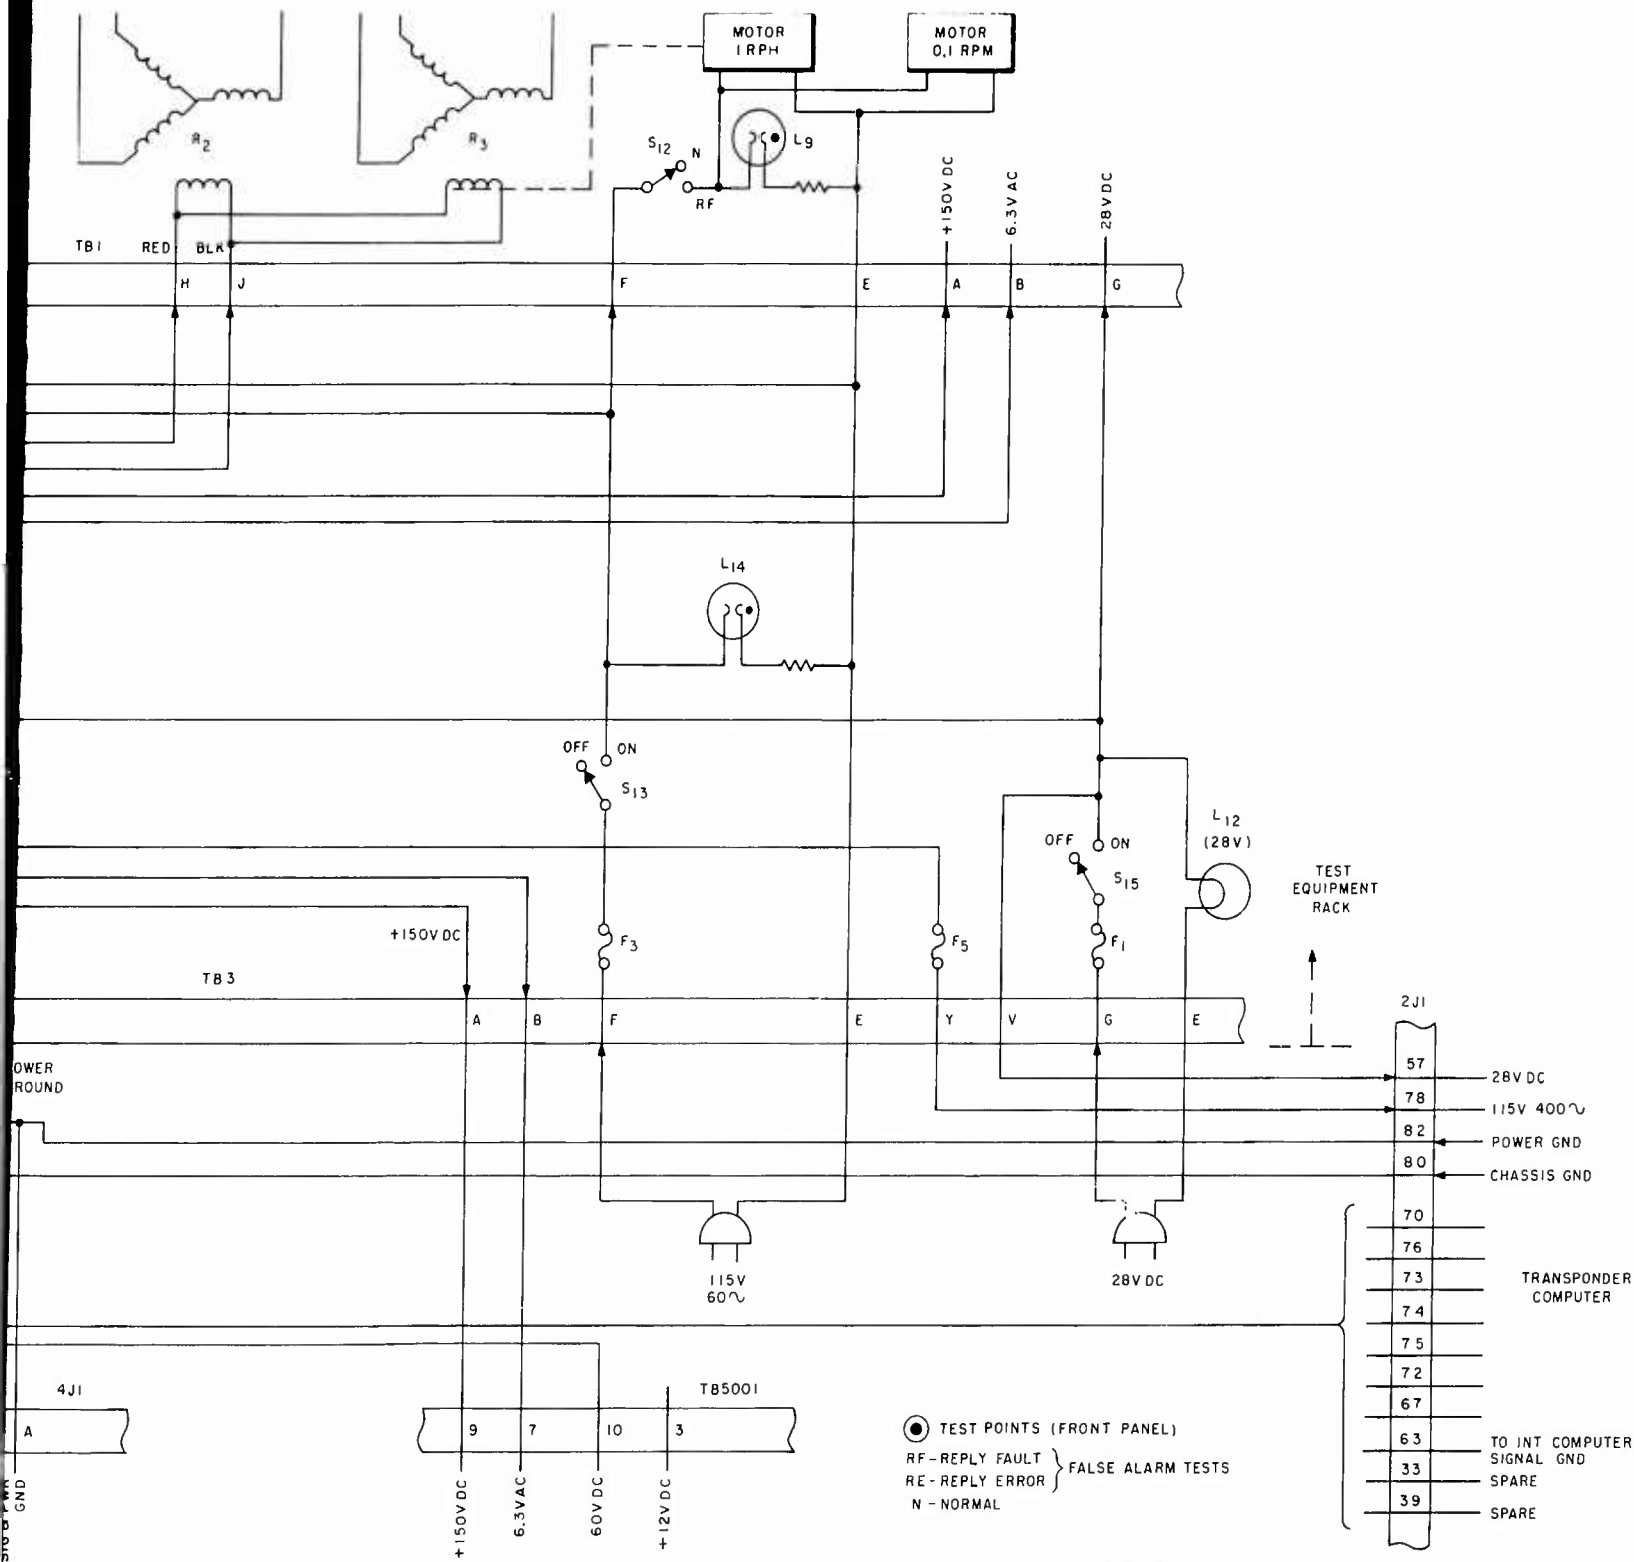 MOTOR
1 RPH
MOTOR
0.1 RPM
R2
R3
S12
N
RF
L9
+150V DC
6.3V AC
28V DC
TB1
RED
BLK
H
J
F
E
A
B
G
L14
OFF
ON
S13
L12
(28V)
OFF
ON
S15
TEST
EQUIPMENT
RACK
+150V DC
F3
F5
F1
TB3
A
B
F
E
Y
V
G
E
2J1
OWER
ROUND
57
28V DC
78
115V 400~
82
POWER GND
80
CHASSIS GND
115V
60~
28V DC
70
76
73
74
75
72
67
63
33
39
TRANSPONDER
COMPUTER
TO INT COMPUTER
SIGNAL GND
SPARE
SPARE
4J1
A
GND
TB5001
9
7
10
3
+150V DC
6.3V AC
60V DC
+12V DC
TEST POINTS (FRONT PANEL)
RF-REPLY FAULT
RE-REPLY ERROR
FALSE ALARM TESTS
N - NORMAL